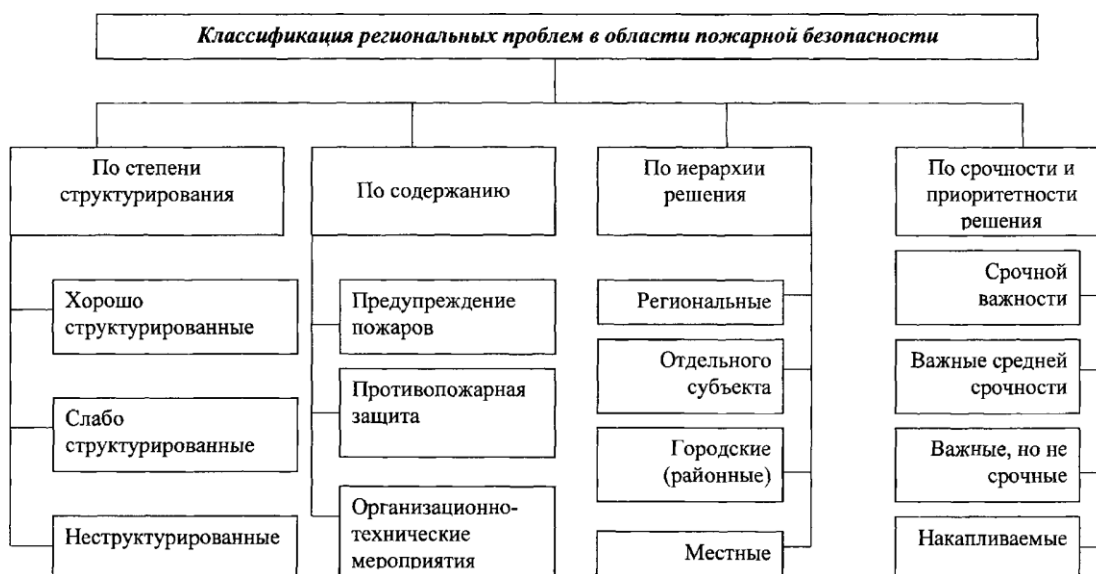 Классификация региональных проблем в области пожарной безопасности
По степени
структурирования
Хорошо
структурированные
Слабо
структурированные
Неструктурированные
По содержанию
Предупреждение
пожаров
Противопожарная
защита
Организационно-
технические
мероприятия
По иерархии
решения
Региональные
Отдельного
субъекта
Городские
(районные)
Местные
По срочности и
приоритетности
решения
Срочной
важности
Важные средней
срочности
Важные, но не
срочные
Накапливаемые